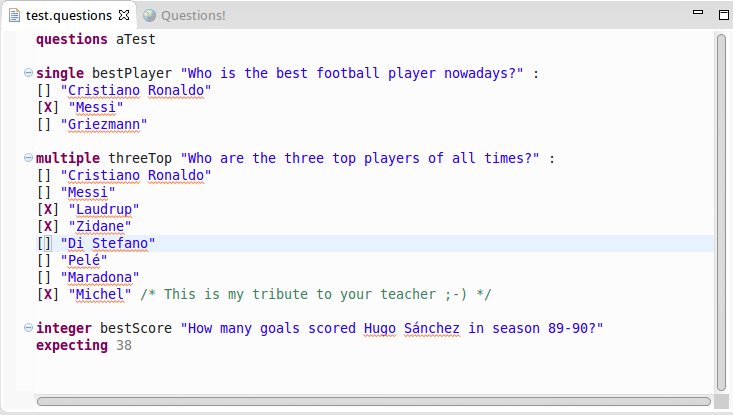 test.questions Questions!
questions aTest
single bestPlayer "Who is the best football player nowadays?" :
[] "Cristiano Ronaldo"
[X] "Messi"
[] "Griezmann"
multiple threeTop "Who are the three top players of all times?" :
[] "Cristiano Ronaldo"
[] "Messi"
[X] "Laudrup"
[X] "Zidane"
[] "Di Stefano"
[] "Pelé"
[] "Maradona"
[X] "Michel" /* This is my tribute to your teacher ;-) */
integer bestScore "How many goals scored Hugo Sánchez in season 89-90?"
expecting 38